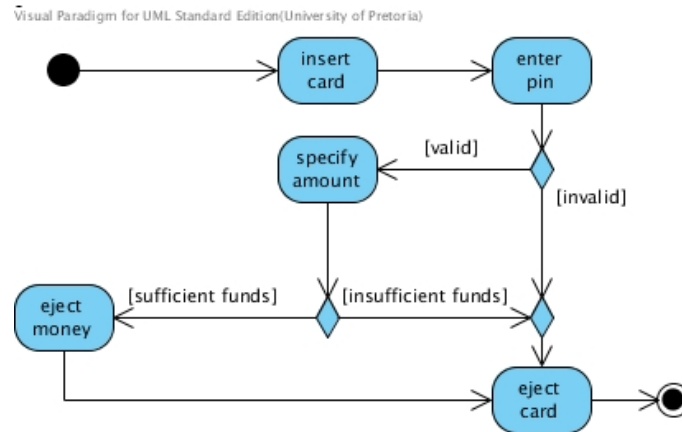 Visual Paradigm for UML Standard Edition(University of Pretoria)
insert
card
enter
pin
[valid]
specify
amount
[invalid]
[sufficient funds]
[insufficient funds]
eject
money
eject
card